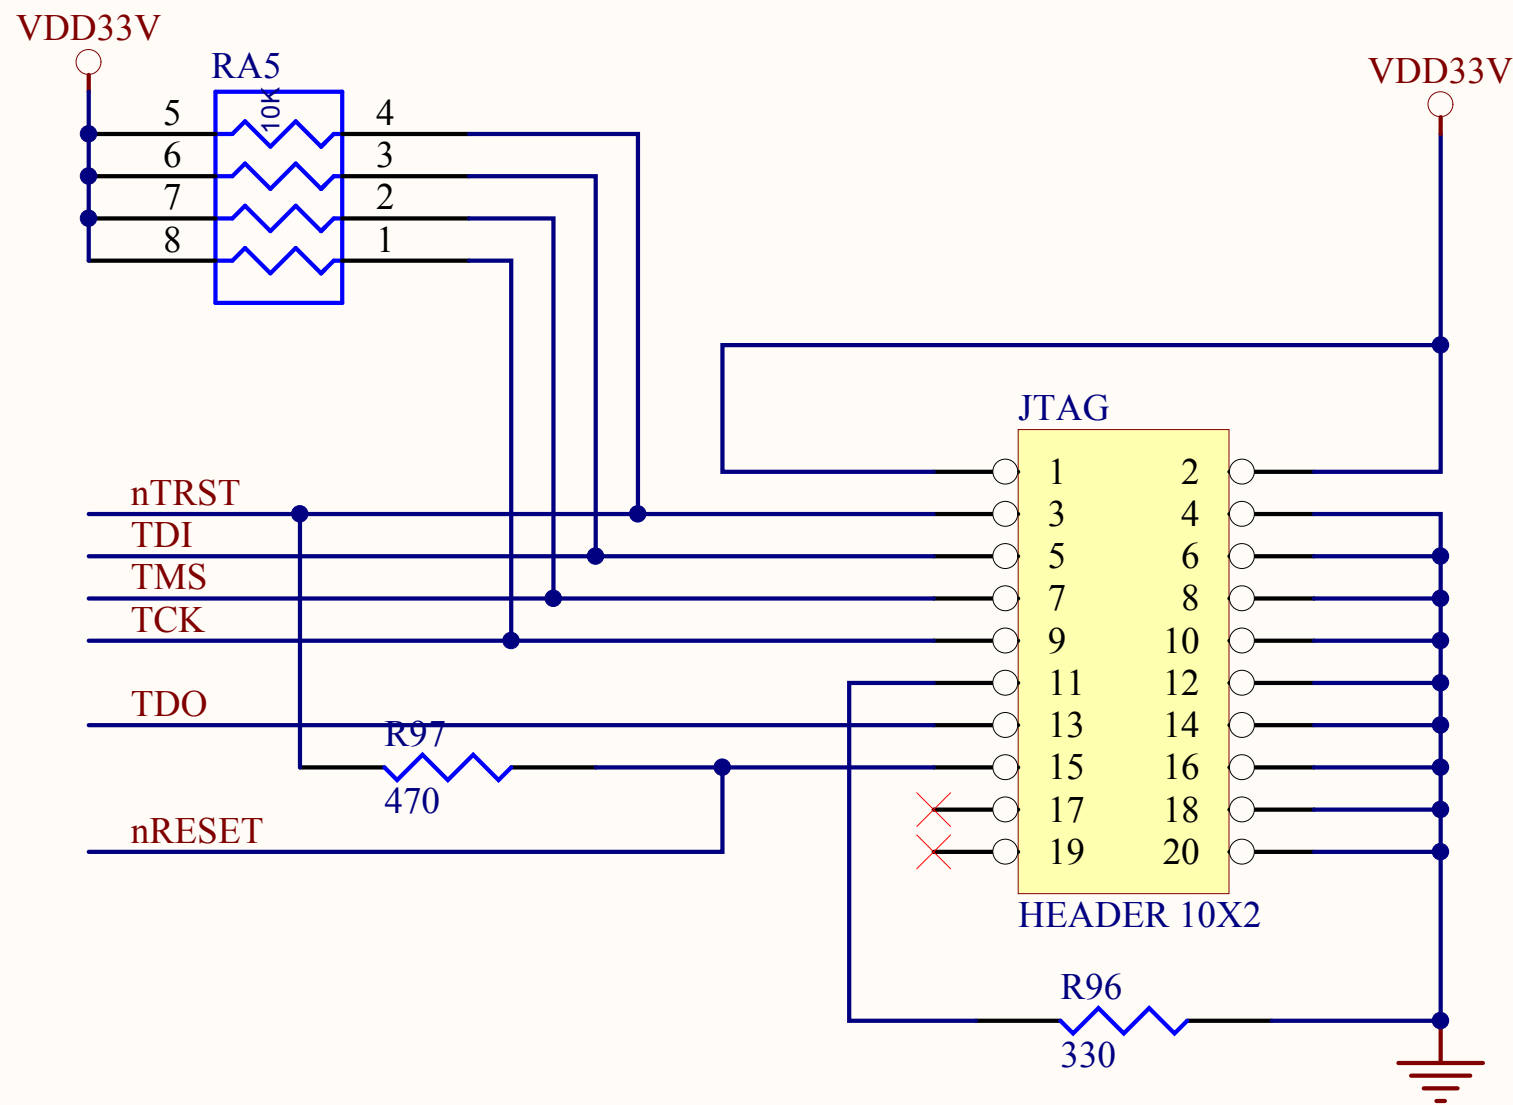 VDD33V
RA5
10K
5 4
6 3
7 2
8 1
VDD33V
JTAG
1 2
nTRST
3 4
TDI
5 6
TMS
7 8
TCK
9 10
11 12
TDO
13 14
R97
15 16
470
17 18
nRESET
19 20
HEADER 10X2
R96
330